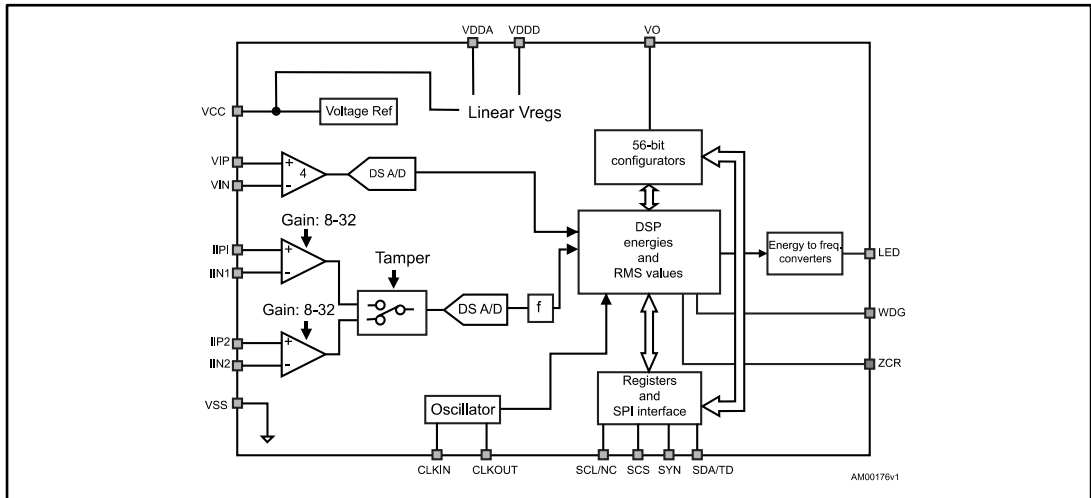 VDDA
VDDD
VO
VCC
Voltage Ref
Linear Vregs
56-bit
configurators
VIP
VIN
+
4
-
DS A/D
Gain: 8-32
DSP
energies
and
RMS values
Energy to freq.
converters
LED
IIP1
IIN1
+
-
Tamper
DS A/D
f
WDG
Gain: 8-32
IIP2
IIN2
+
-
ZCR
Registers
and
SPI interface
VSS
Oscillator
CLKIN
CLKOUT
SCL/NC
SCS
SYN
SDA/TD
AM00176v1